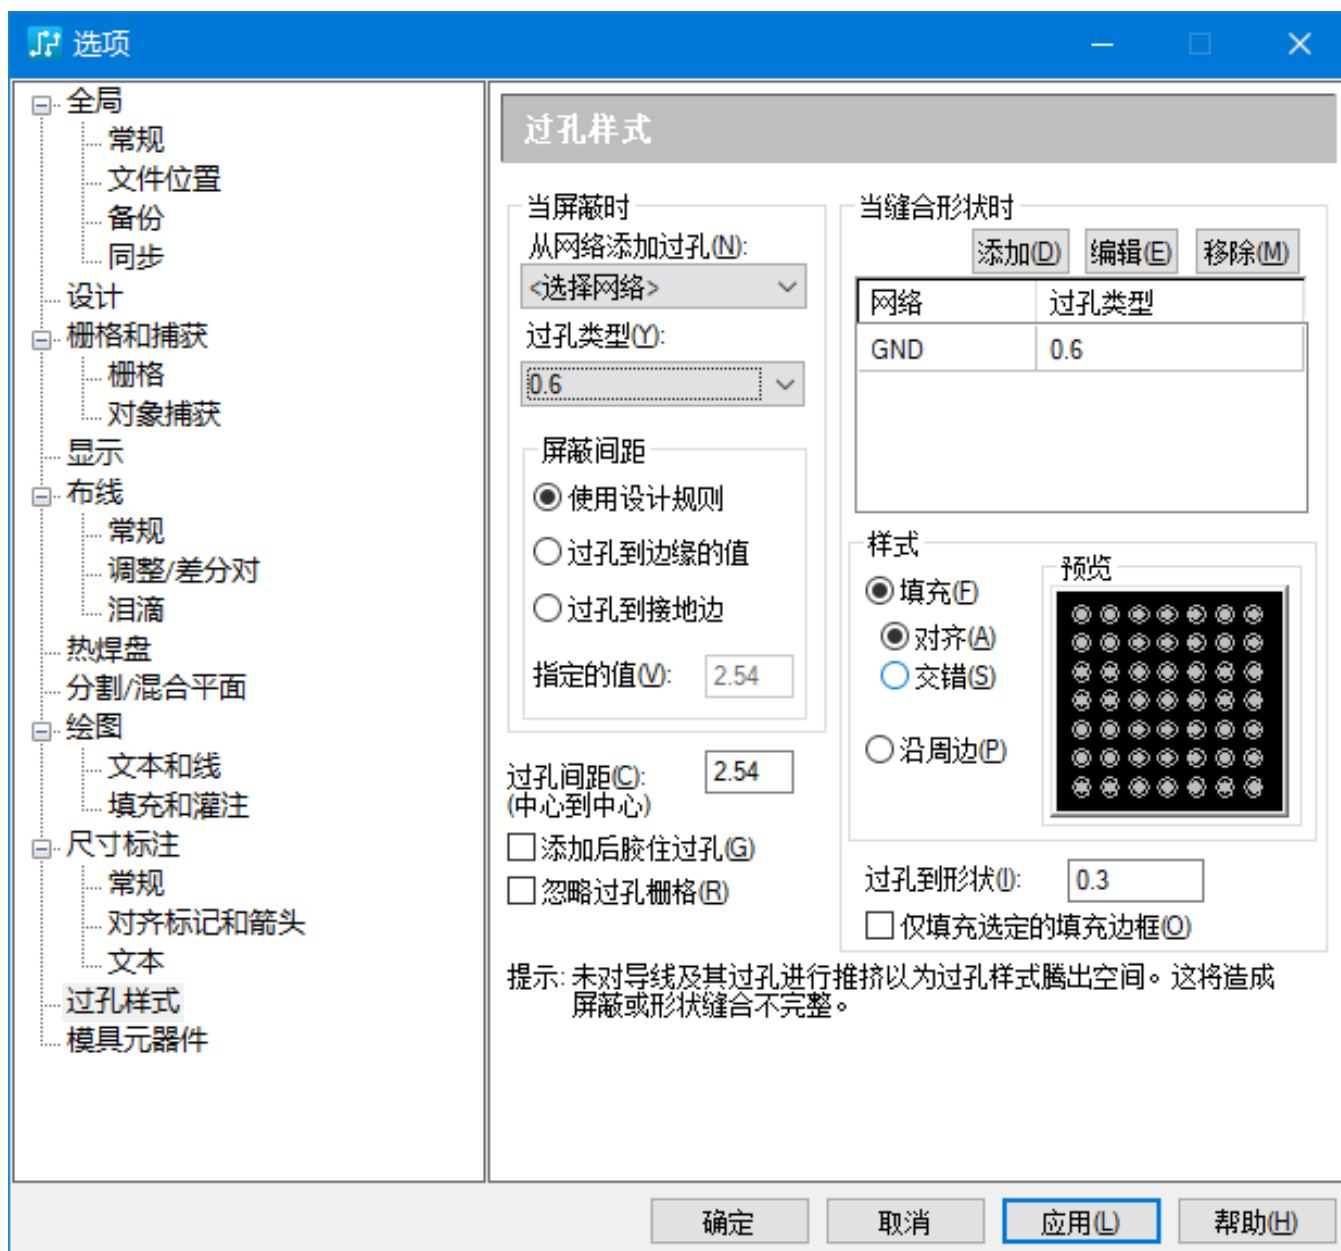 选项
全局
常规
文件位置
备份
同步
设计
栅格和捕获
栅格
对象捕获
显示
布线
常规
调整/差分对
泪滴
热焊盘
分割/混合平面
绘图
文本和线
填充和灌注
尺寸标注
常规
对齐标记和箭头
文本
过孔样式
模具元器件
过孔样式
当屏蔽时
从网络添加过孔(N):
<选择网络>
过孔类型(Y):
0.6
屏蔽间距
使用设计规则
过孔到边缘的值
过孔到接地边
指定的值(V): 2.54
过孔间距(C): 2.54
(中心到中心)
添加后胶住过孔(G)
忽略过孔栅格(R)
当缝合形状时
添加(D) 编辑(E) 移除(M)
网络 过孔类型
GND 0.6
样式
预览
填充(F)
对齐(A)
交错(S)
沿周边(P)
过孔到形状(I): 0.3
仅填充选定的填充边框(O)
提示: 未对导线及其过孔进行推挤以为过孔样式腾出空间。这将造成
屏蔽或形状缝合不完整。
确定 取消 应用(L) 帮助(H)